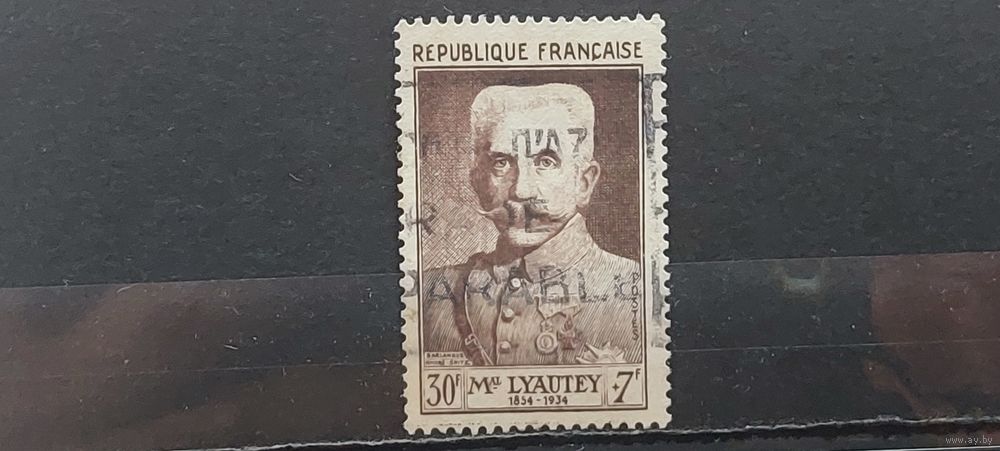 REPUBLIQUE FRANÇAISE
POSTES
30F MAL LYAUTEY +7F
1854 - 1934
www.ay.by